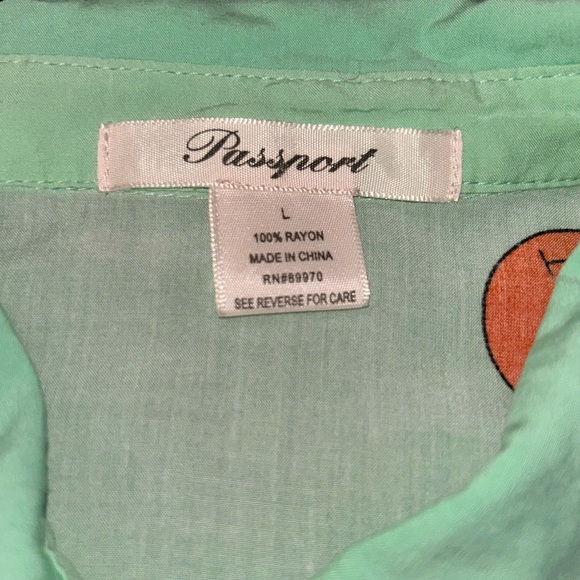 Passport
L
100% RAYON
MADE IN CHINA
RN#89970
SEE REVERSE FOR CARE